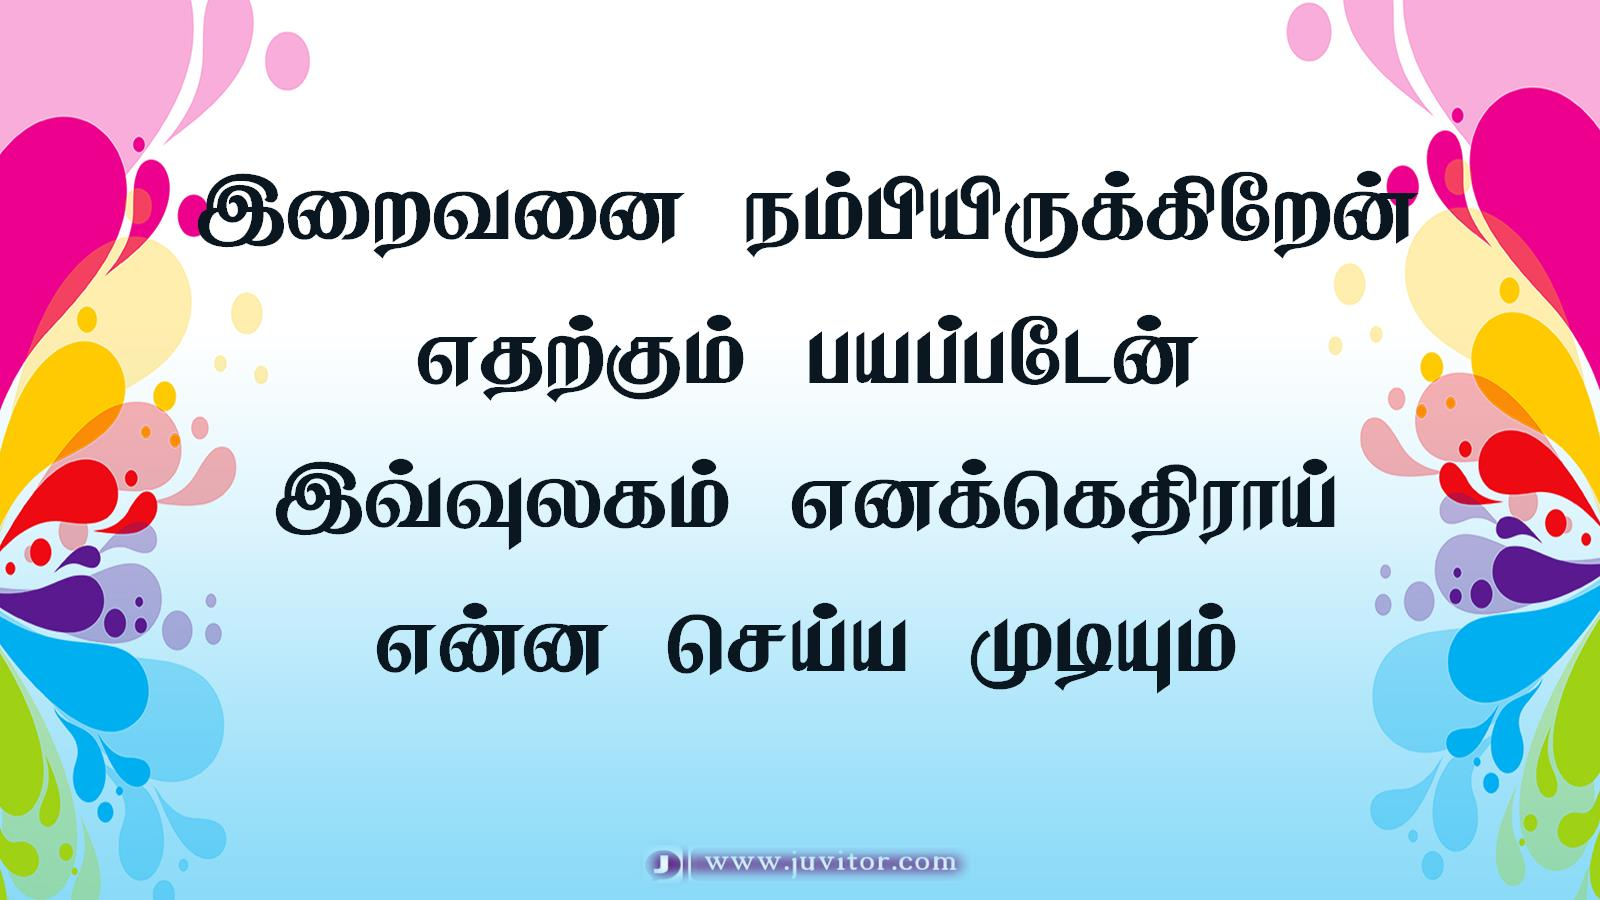 இறைவனை நம்பியிருக்கிறேன்
எதற்கும் பயப்படேன்
இவ்வுலகம் எனக்கெதிராய்
என்ன செய்ய முடியும்
J | www.juvitor.com